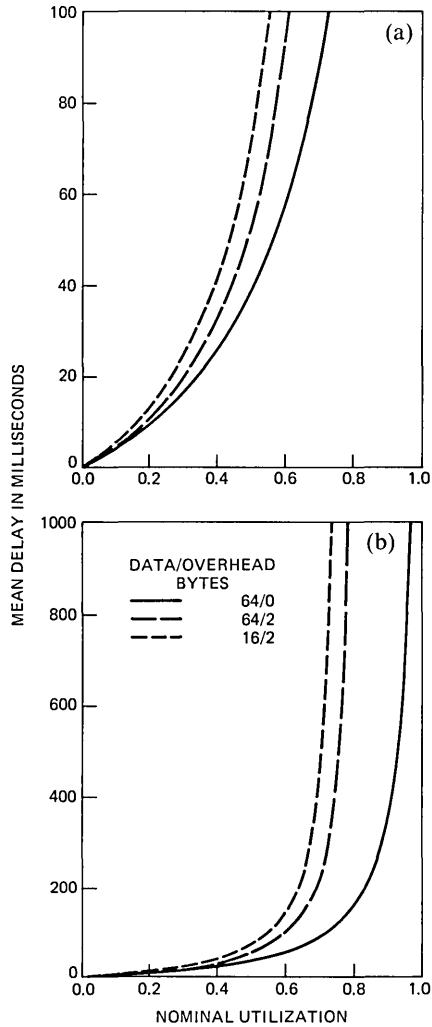 (a)
100
80
60
40
20
0
0.0 0.2 0.4 0.6 0.8 1.0
MEAN DELAY IN MILLISECONDS
(b)
1000
DATA/OVERHEAD
BYTES
64/0
64/2
16/2
800
600
400
200
0
0.0 0.2 0.4 0.6 0.8 1.0
NOMINAL UTILIZATION